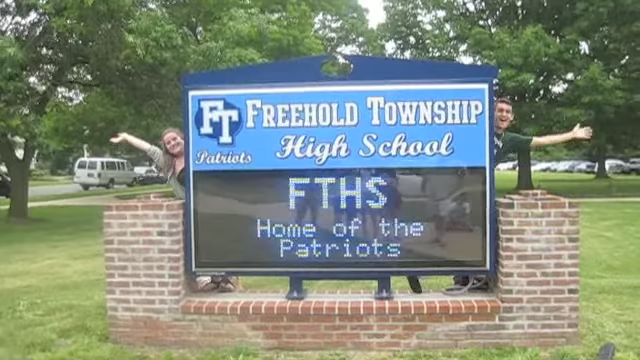 FT
Patriots
FREEHOLD TOWNSHIP
High School
FTHS
Home of the
Patriots